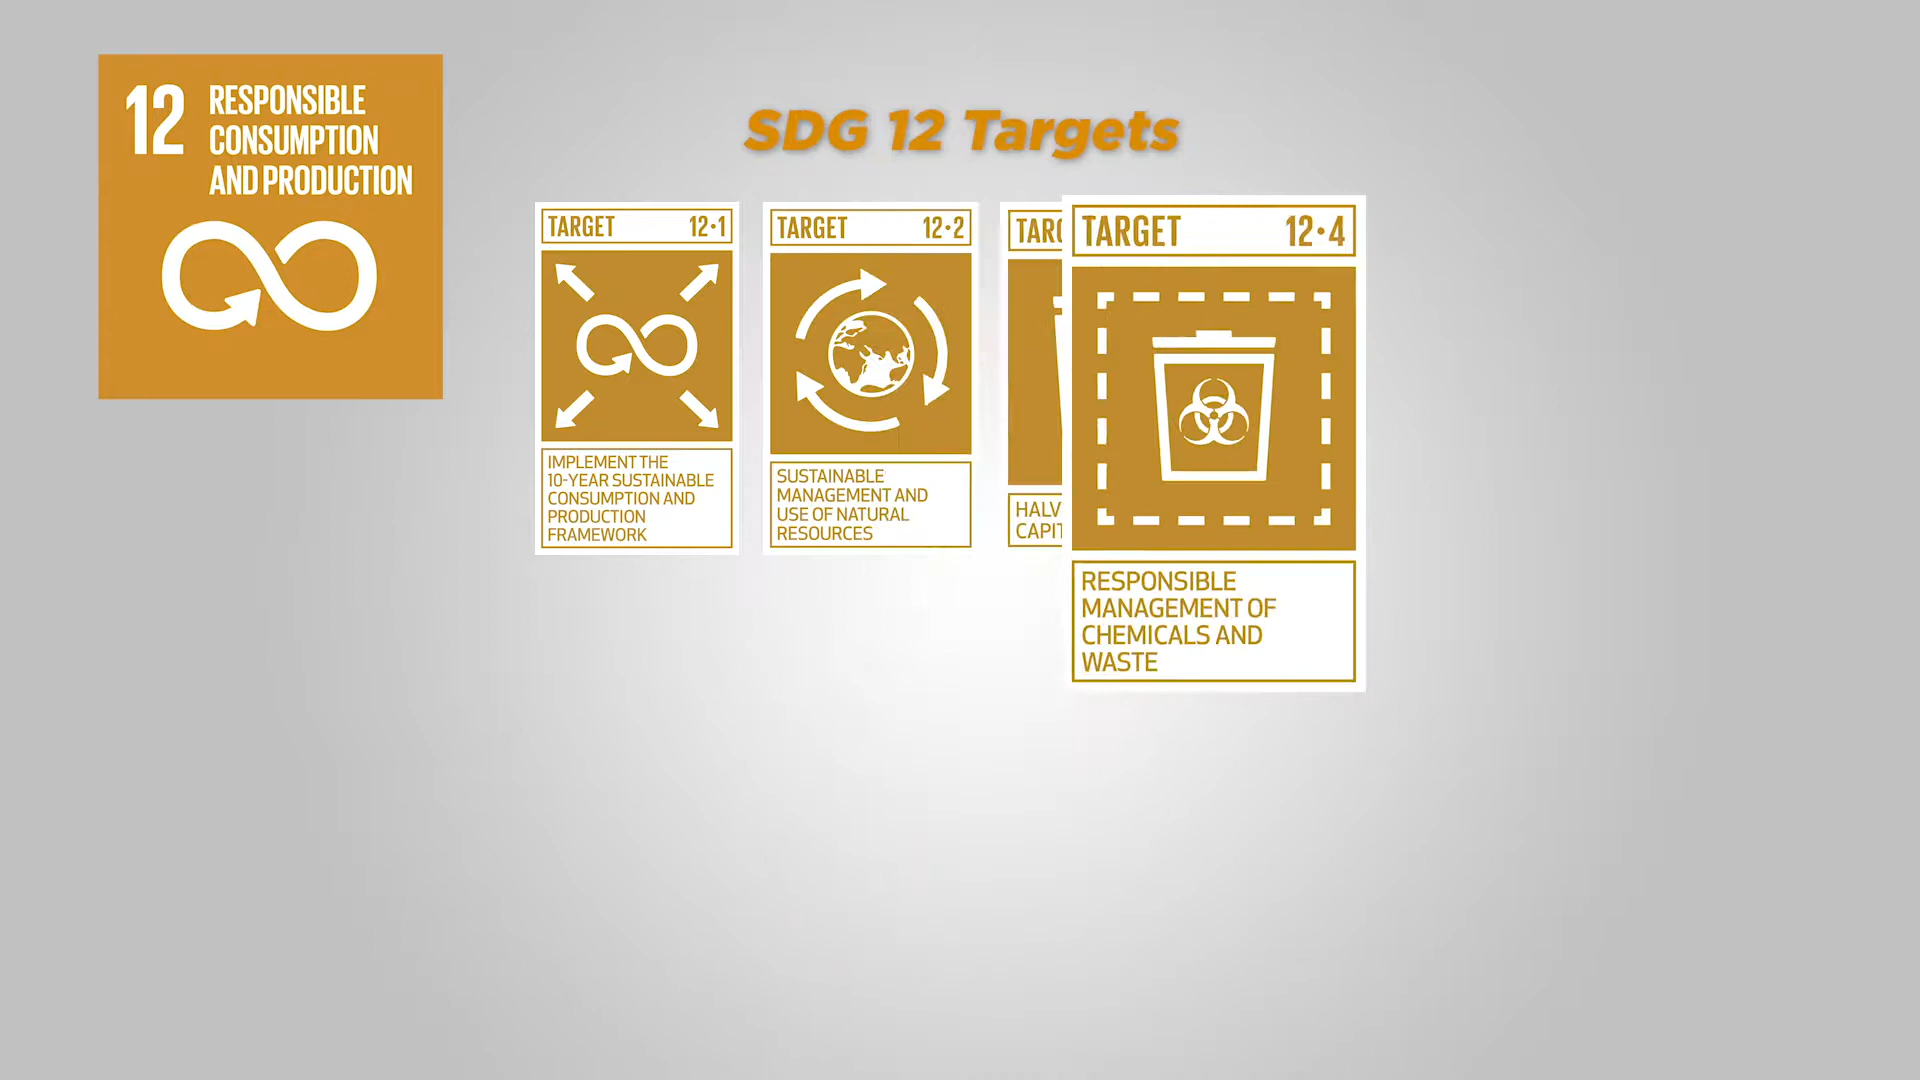 12
RESPONSIBLE
CONSUMPTION
AND PRODUCTION
SDG 12 Targets
TARGET 12.1
IMPLEMENT THE
10-YEAR SUSTAINABLE
CONSUMPTION AND
PRODUCTION
FRAMEWORK
TARGET 12.2
SUSTAINABLE
MANAGEMENT AND
USE OF NATURAL
RESOURCES
TARGET 12.4
RESPONSIBLE
MANAGEMENT OF
CHEMICALS AND
WASTE